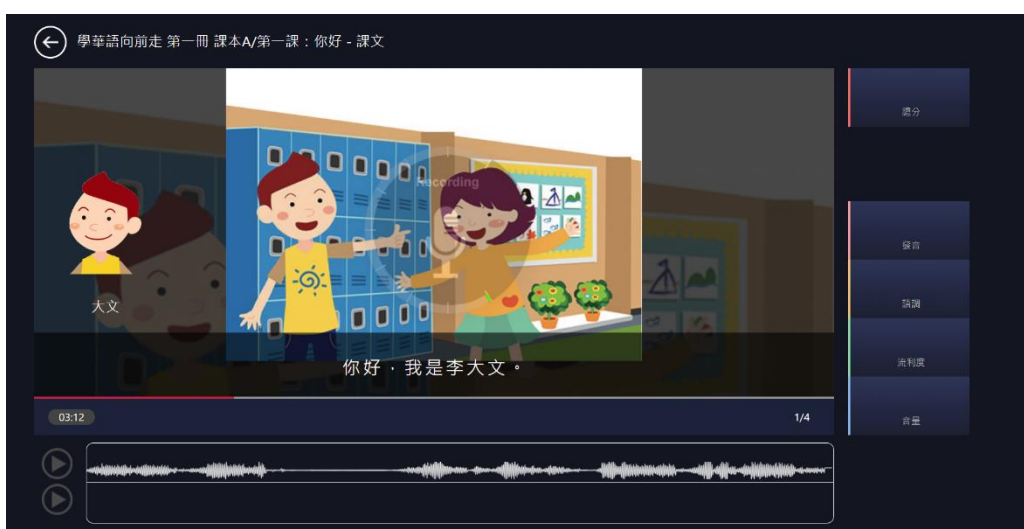 學華語向前走 第一冊 課本A/第一課：你好 - 課文
總分
Recording
發音
大文
語調
你好，我是李大文。
流利度
03:12
1/4
音量